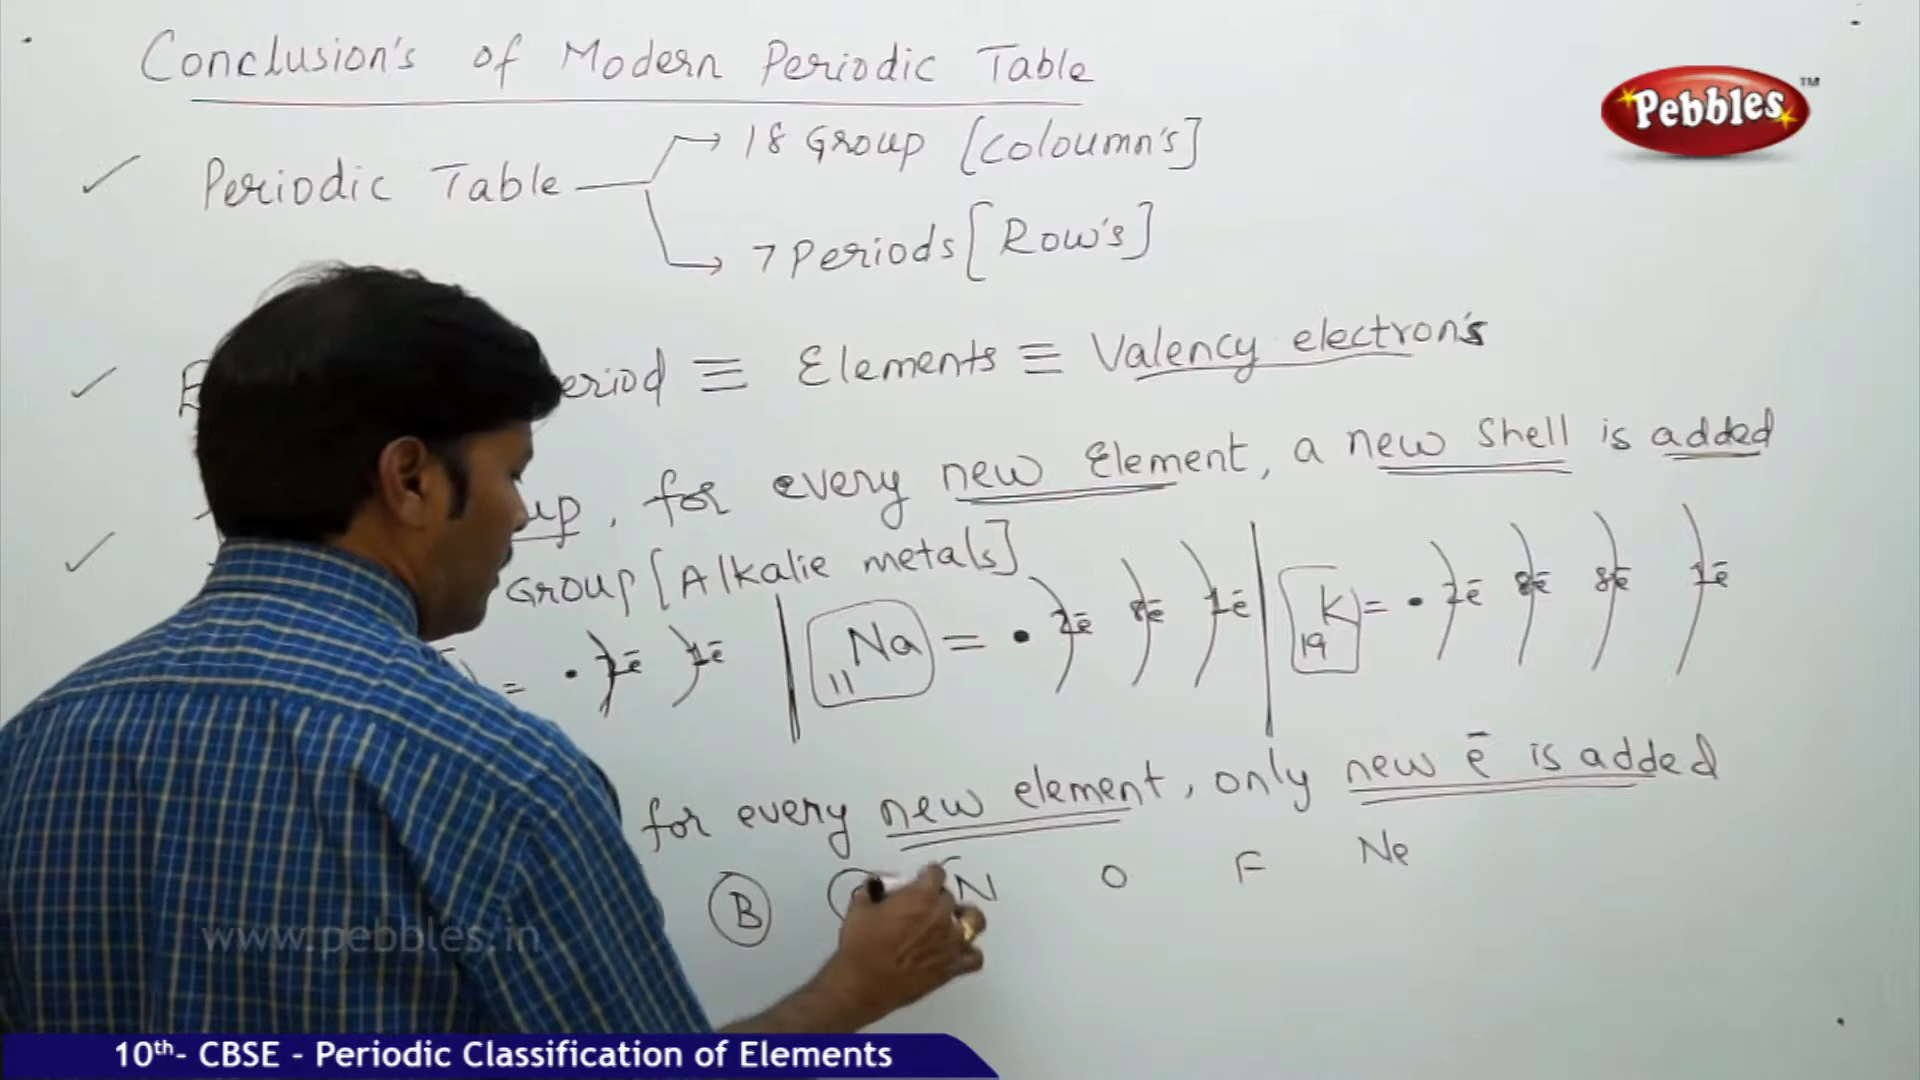 Conclusion's of Modern Periodic Table
Pebbles™
Periodic Table → 18 Group [Coloumn's]
→ 7 Periods [Row's]
eriod ≡ Elements ≡ Valency electron's
up, for every new Element, a new shell is added
Group [Alkalie metals]
= • 2ē 1ē | 11Na = • 2ē 8ē 1ē | 19K = • 2ē 8ē 8ē 1ē
for every new element, only new ē is added
B N O F Ne
www.pebbles.in
10th- CBSE - Periodic Classification of Elements